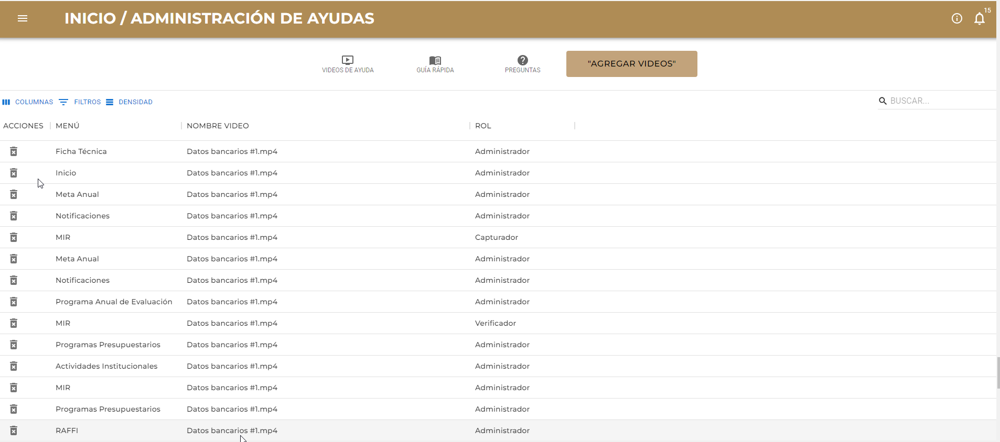 INICIO / ADMINISTRACIÓN DE AYUDAS
15
VIDEOS DE AYUDA GUÍA RÁPIDA PREGUNTAS "AGREGAR VIDEOS"
COLUMNAS FILTROS DENSIDAD BUSCAR...
ACCIONES MENÚ NOMBRE VIDEO ROL
Ficha Técnica Datos bancarios #1.mp4 Administrador
Inicio Datos bancarios #1.mp4 Administrador
Meta Anual Datos bancarios #1.mp4 Administrador
Notificaciones Datos bancarios #1.mp4 Administrador
MIR Datos bancarios #1.mp4 Capturador
Meta Anual Datos bancarios #1.mp4 Administrador
Notificaciones Datos bancarios #1.mp4 Administrador
Programa Anual de Evaluación Datos bancarios #1.mp4 Administrador
MIR Datos bancarios #1.mp4 Verificador
Programas Presupuestarios Datos bancarios #1.mp4 Administrador
Actividades Institucionales Datos bancarios #1.mp4 Administrador
MIR Datos bancarios #1.mp4 Administrador
Programas Presupuestarios Datos bancarios #1.mp4 Administrador
RAFFI Datos bancarios #1.mp4 Administrador